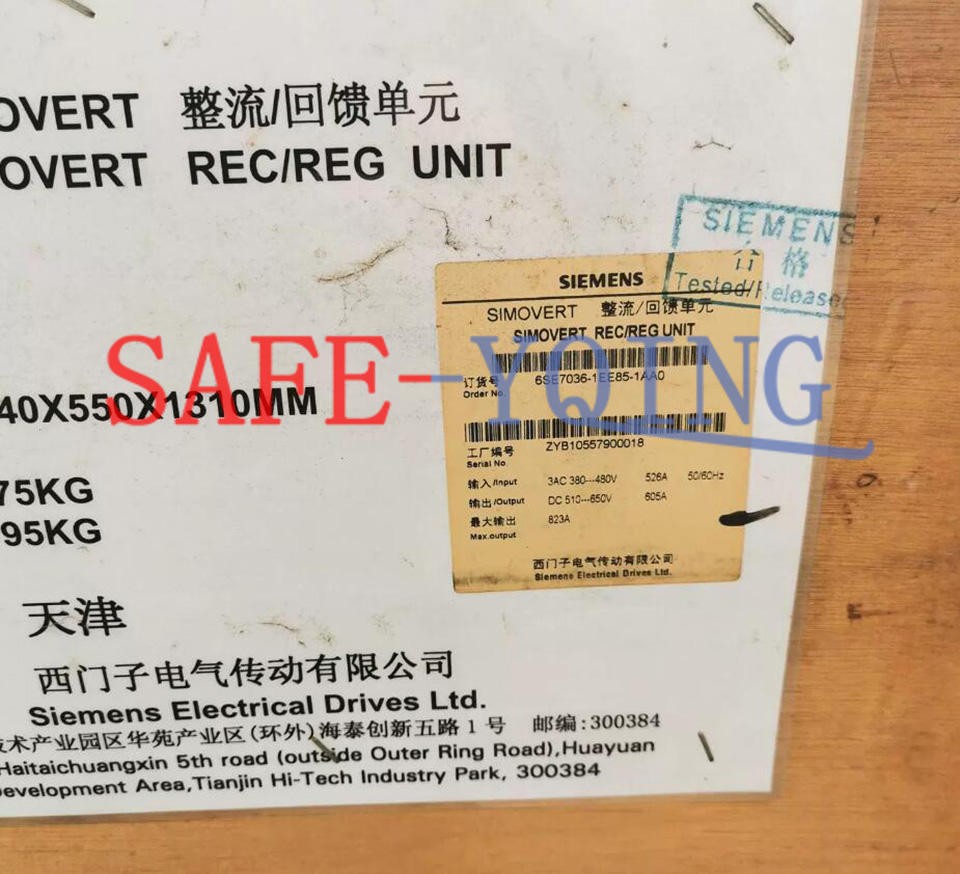 OVERT 整流/回馈单元
OVERT REC/REG UNIT
SIEMENS
合格
Tested/Release
SIEMENS
SIMOVERT 整流/回馈单元
SIMOVERT REC/REG UNIT
订货号 6SE7036-1EE85-1AA0
Order No.
工厂编号 ZYB10557900018
Serial No
输入/Input 3AC 380---480V 526A 50/60Hz
输出/Output DC 510---650V 605A
最大输出 823A
Max.output
西门子电气传动有限公司
Siemens Electrical Drives Ltd.
SAFE-YQING
40X550X1310MM
75KG
95KG
天津
西门子电气传动有限公司
Siemens Electrical Drives Ltd.
术产业园区华苑产业区(环外)海泰创新五路1号 邮编:300384
Haitaichuangxin 5th road (outside Outer Ring Road),Huayuan
evelopment Area,Tianjin Hi-Tech Industry Park, 300384